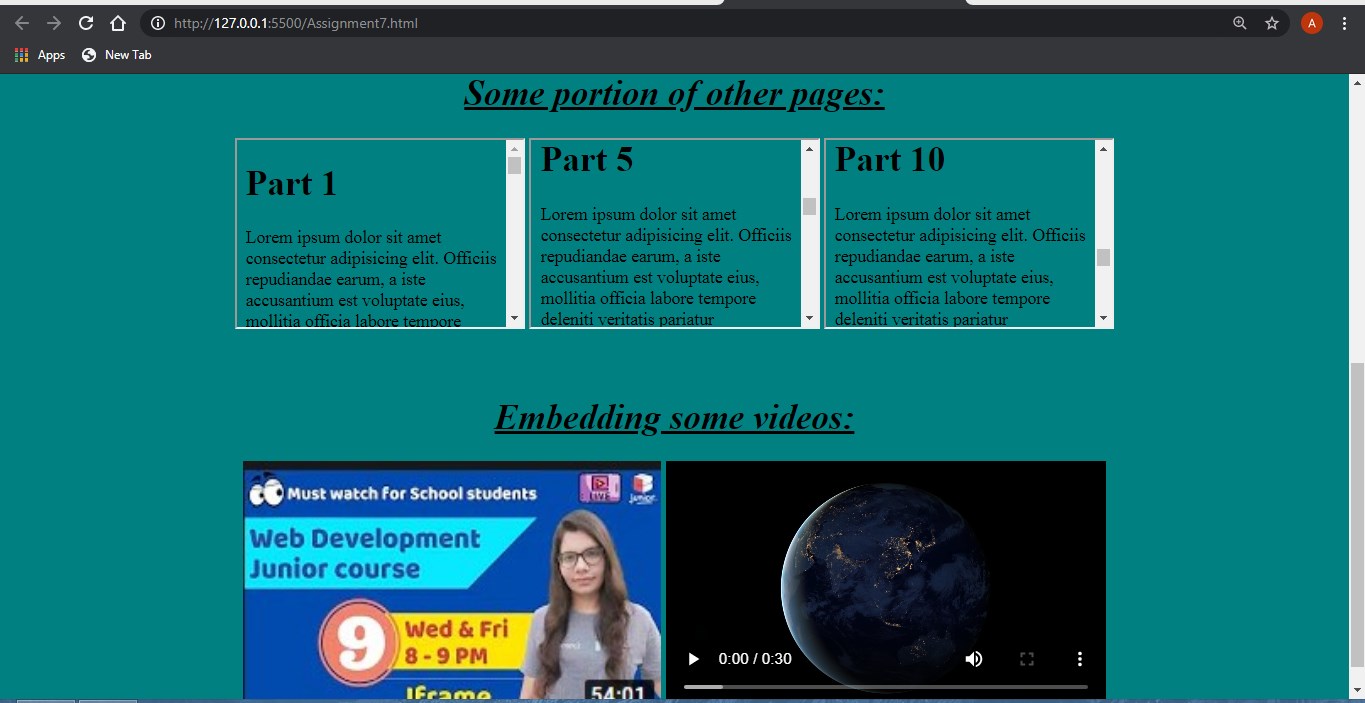 http://127.0.0.1:5500/Assignment7.html
A
Apps
New Tab
Some portion of other pages:
Part 1
Lorem ipsum dolor sit amet
consectetur adipisicing elit. Officiis
repudiandae earum, a iste
accusantium est voluptate eius,
mollitia officia labore tempore
Part 5
Lorem ipsum dolor sit amet
consectetur adipisicing elit. Officiis
repudiandae earum, a iste
accusantium est voluptate eius,
mollitia officia labore tempore
deleniti veritatis pariatur
Part 10
Lorem ipsum dolor sit amet
consectetur adipisicing elit. Officiis
repudiandae earum, a iste
accusantium est voluptate eius,
mollitia officia labore tempore
deleniti veritatis pariatur
Embedding some videos:
Must watch for School students
LIVE
Junior
Web Development
Junior course
9
Wed & Fri
8 - 9 PM
Iframe
54:01
0:00 / 0:30